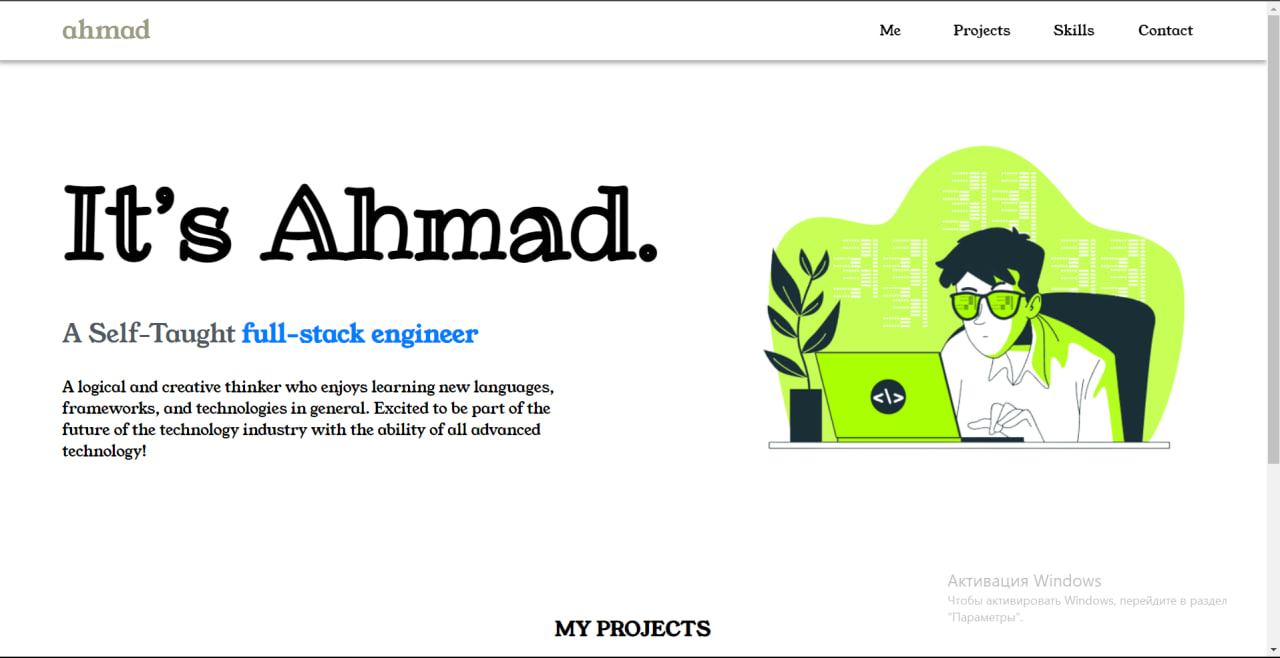 ahmad
Me Projects Skills Contact
It's Ahmad.
A Self-Taught full-stack engineer
A logical and creative thinker who enjoys learning new languages,
frameworks, and technologies in general. Excited to be part of the
future of the technology industry with the ability of all advanced
technology!
</>
Активация Windows
Чтобы активировать Windows, перейдите в раздел
"Параметры".
MY PROJECTS